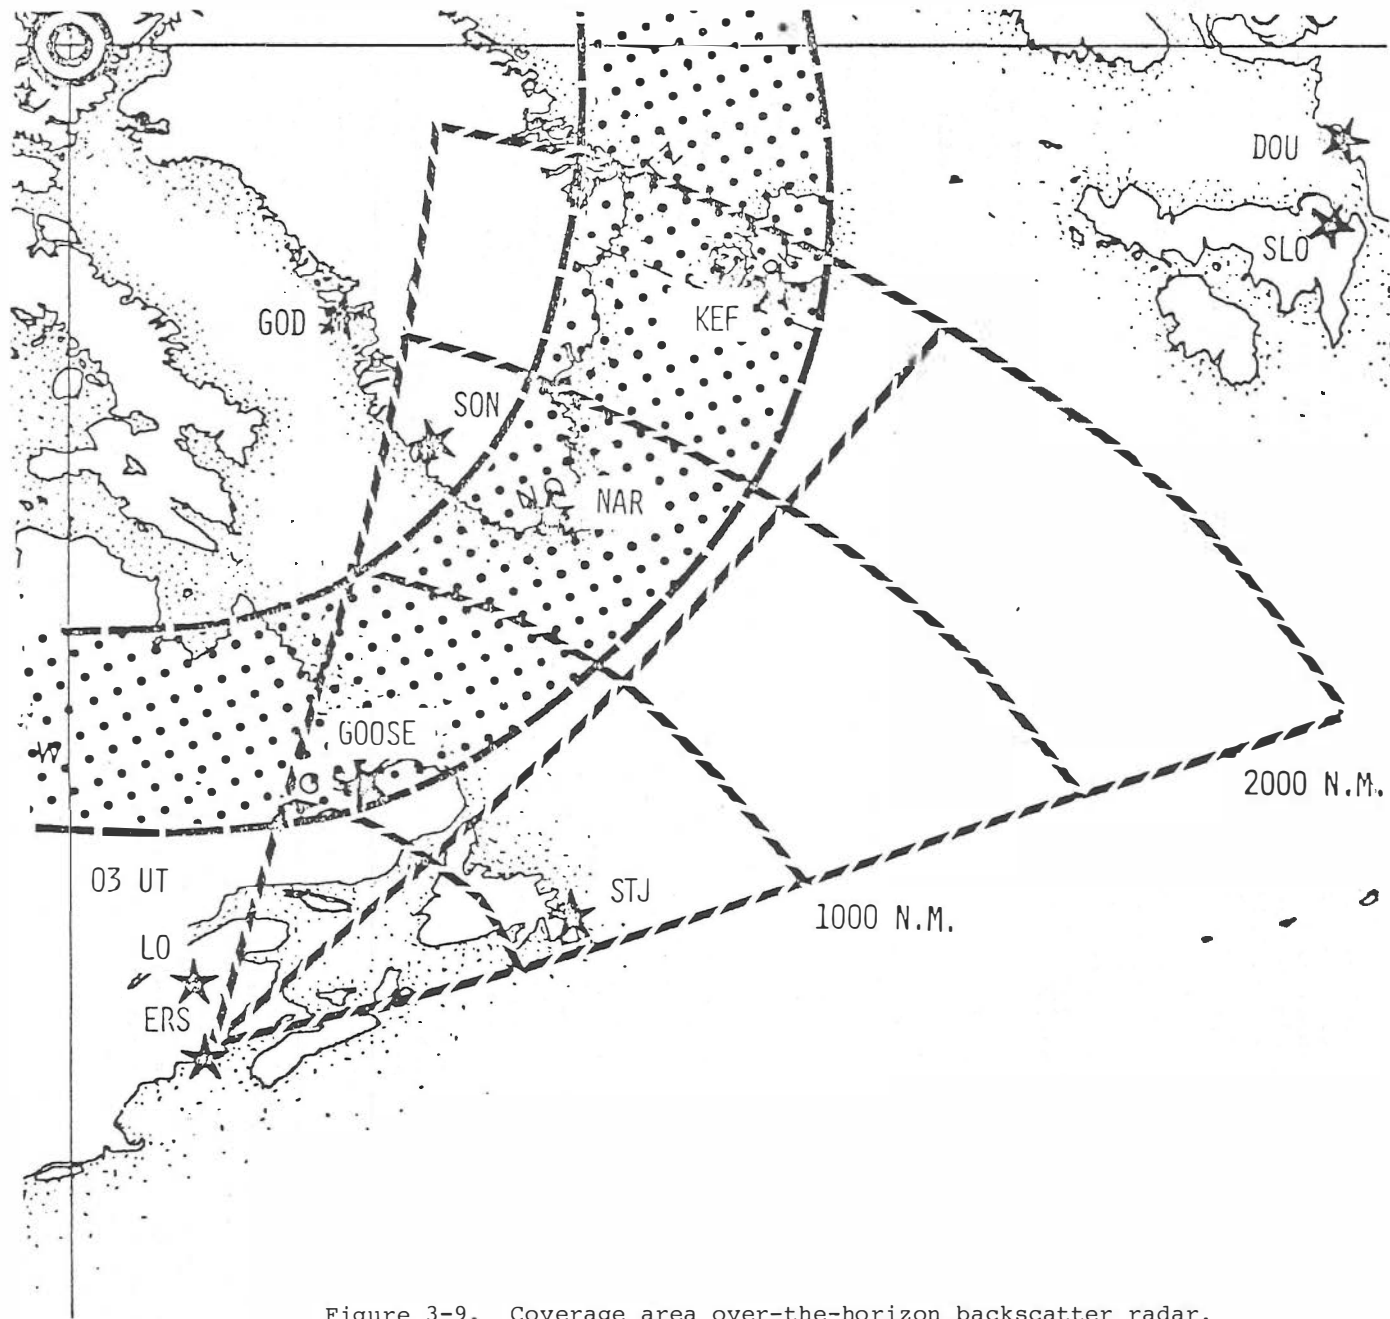 DOU
SLO
GOD
KEF
SON
NAR
GOOSE
2000 N.M.
03 UT
STJ
1000 N.M.
LO
ERS
Figure 3-9. Coverage area over-the-horizon backscatter radar.